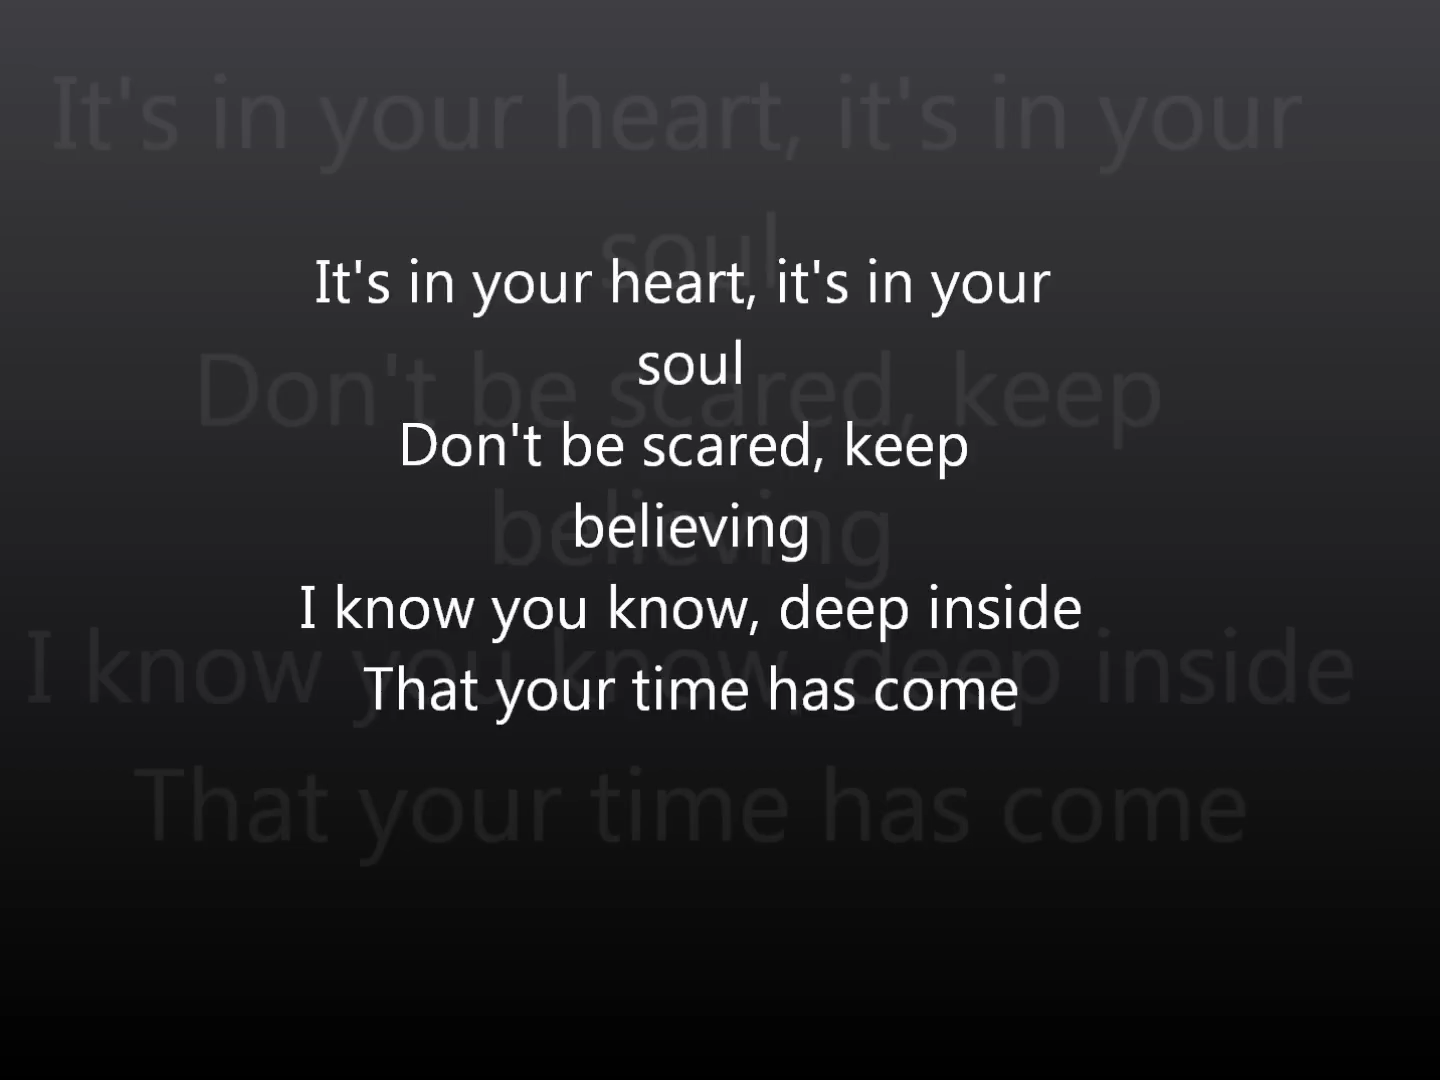 It's in your heart, it's in your
soul
Don't be scared, keep
believing
I know you know, deep inside
That your time has come
It's in your heart, it's in your
soul
Don't be scared, keep
believing
I know you know, deep inside
That your time has come